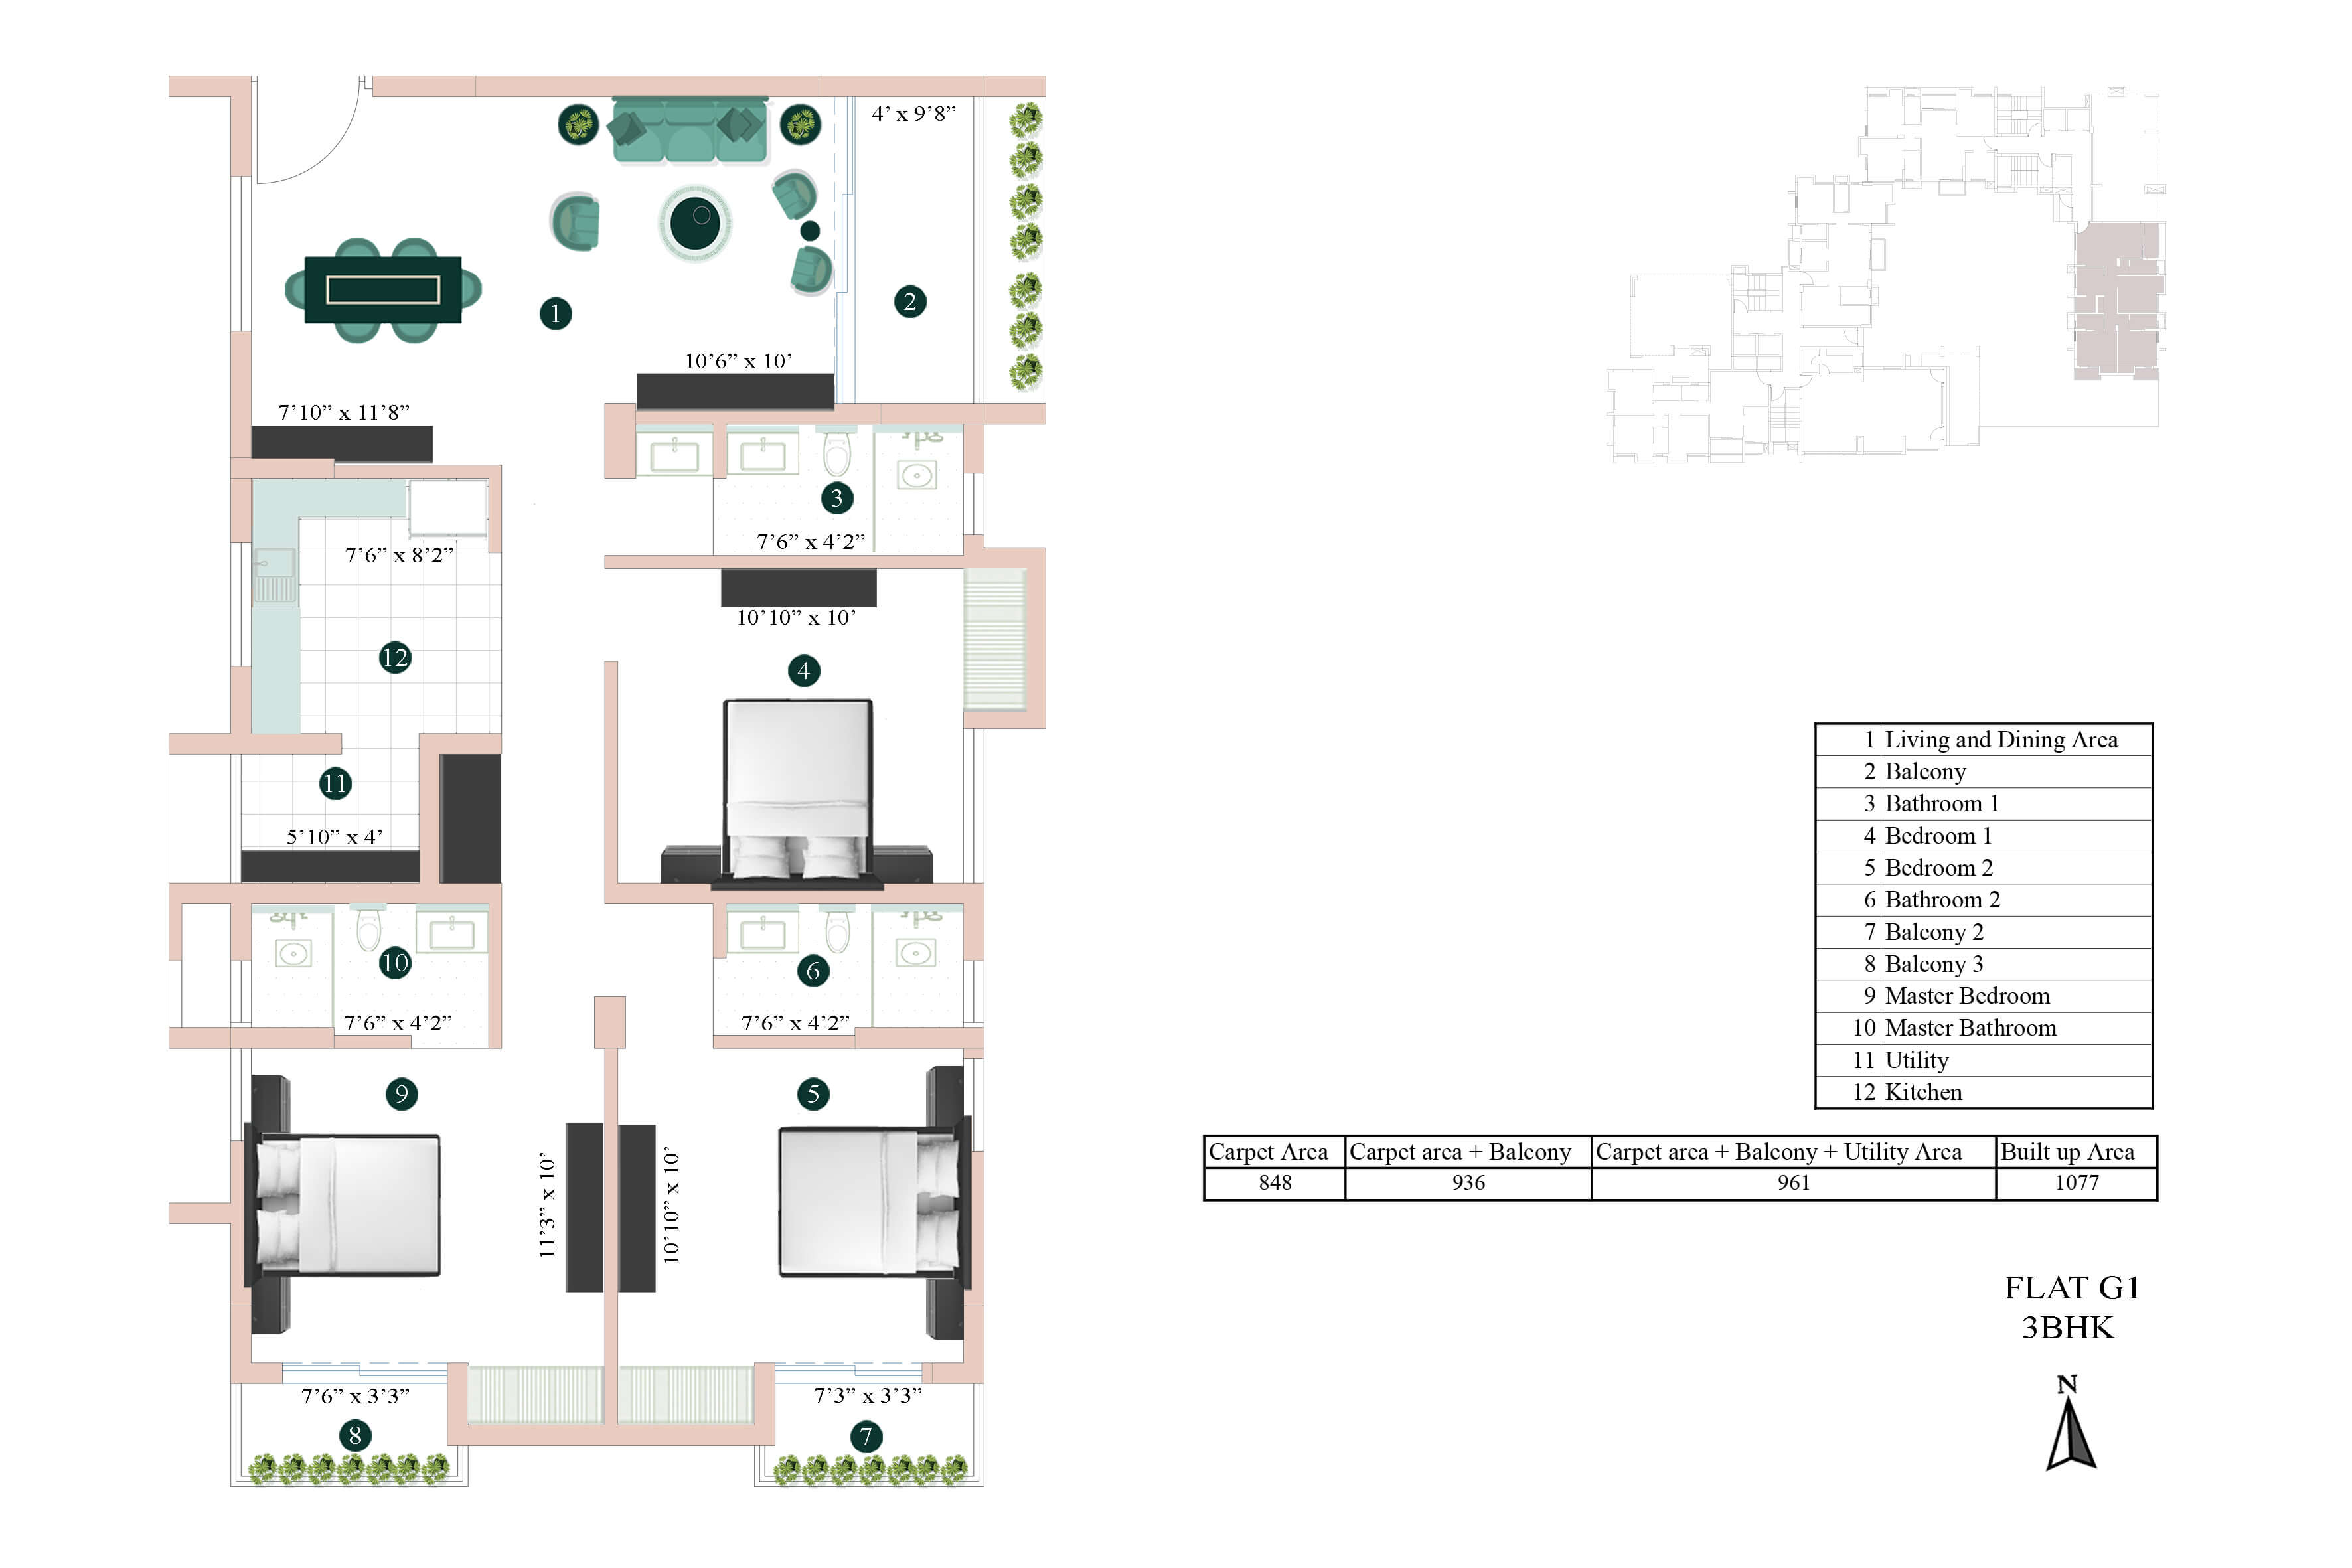 4’ x 9’8”
2
1
10’6” x 10’
7’10” x 11’8”
3
7’6” x 4’2”
7’6” x 8’2”
10’10” x 10’
12
4
11
5’10” x 4’
10
6
7’6” x 4’2”
7’6” x 4’2”
9
5
11’3” x 10’
10’10” x 10’
7’6” x 3’3”
7’3” x 3’3”
8
7
1 Living and Dining Area
2 Balcony
3 Bathroom 1
4 Bedroom 1
5 Bedroom 2
6 Bathroom 2
7 Balcony 2
8 Balcony 3
9 Master Bedroom
10 Master Bathroom
11 Utility
12 Kitchen
Carpet Area Carpet area + Balcony Carpet area + Balcony + Utility Area Built up Area
848 936 961 1077
FLAT G1
3BHK
N